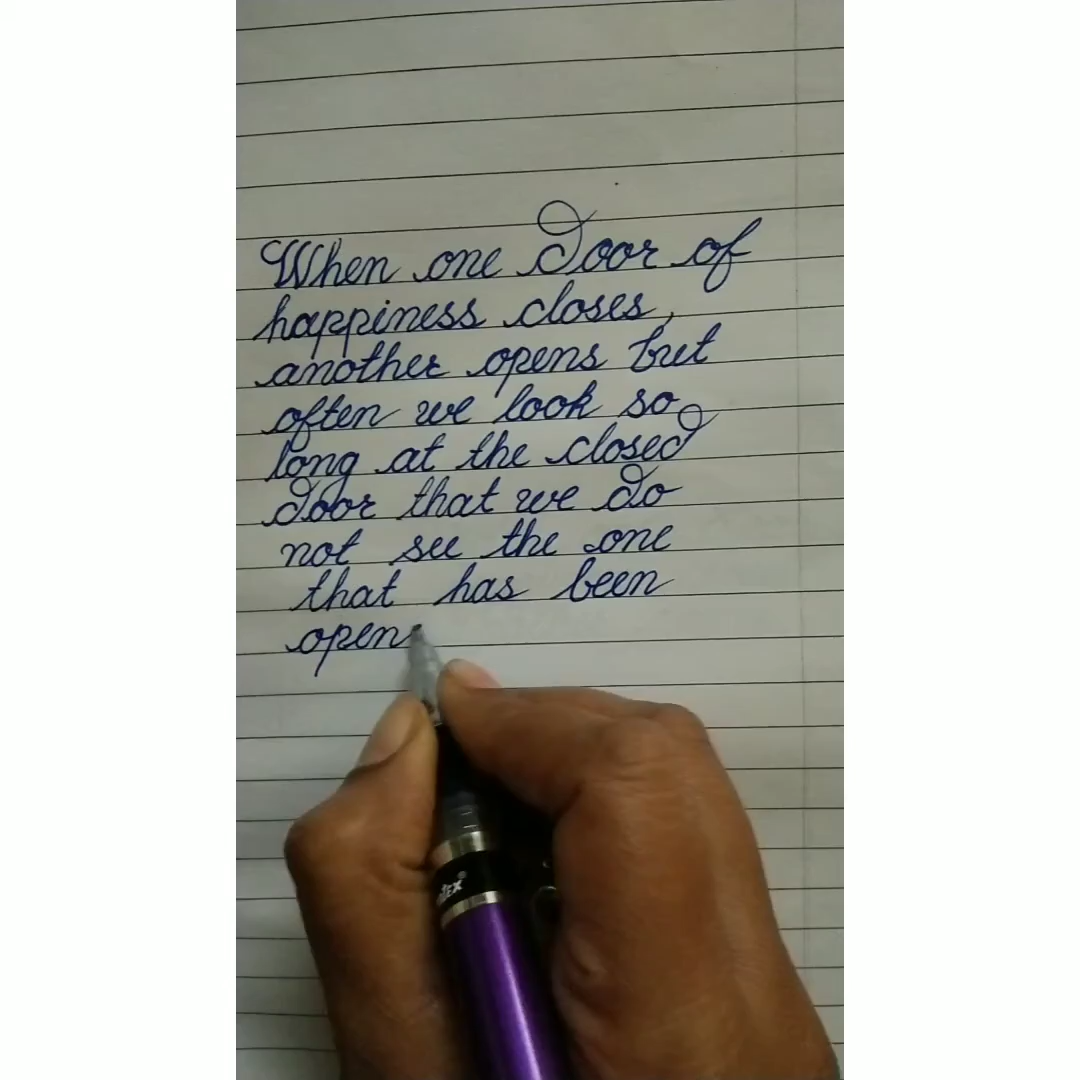 When one door of
happiness closes,
another opens but
often we look so
long at the closed
door that we do
not see the one
that has been
open